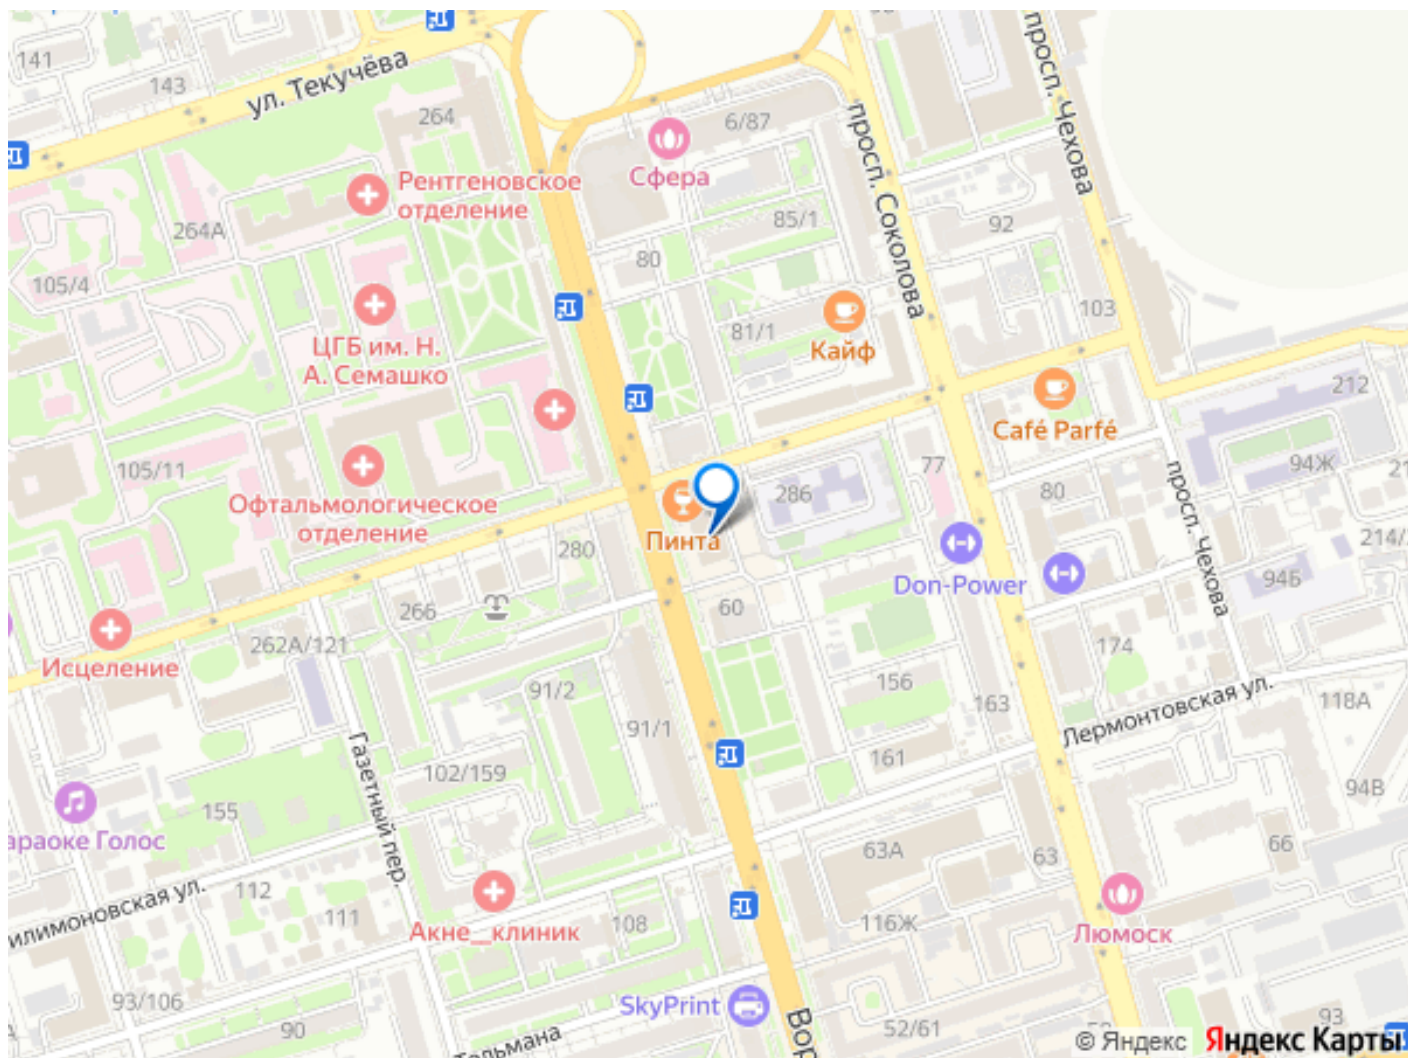 141
143
ул. Текучёва
264
6/87
Сфера
просп. Соколова
просп. Чехова
Рентгеновское
отделение
264А
85/1
92
80
105/4
ЦГБ им. Н.
А. Семашко
81/1
Кайф
103
212
Café Parfé
105/11
Офтальмологическое
отделение
286
77
80
94Ж
просп. Чехова
Пинта
280
Don-Power
94Б
266
60
262А/121
Исцеление
174
91/2
156
163
Лермонтовская ул.
118А
91/1
Газетный пер.
102/159
161
155
94В
араоке Голос
63А
63
66
112
111
илимоновская ул.
Акне__клиник
108
116Ж
Люмоск
93/106
90
SkyPrint
52/61
93
© Яндекс
Яндекс Карты